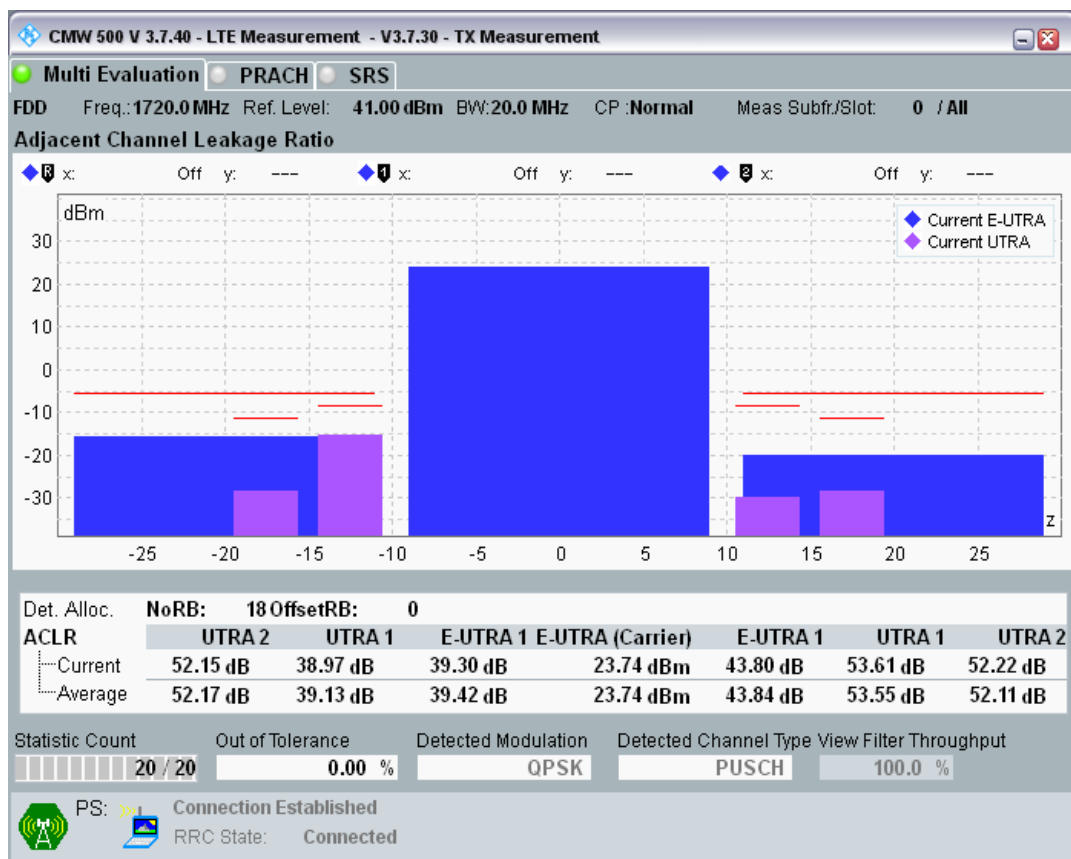 CMW 500 V 3.7.40 - LTE Measurement - V3.7.30 - TX Measurement
Multi Evaluation PRACH SRS
FDD Freq.:1720.0 MHz Ref. Level: 41.00 dBm BW:20.0 MHz CP :Normal Meas Subfr./Slot: 0 / All
Adjacent Channel Leakage Ratio
R x: Off y: --- 1 x: Off y: --- 2 x: Off y: ---
dBm
Current E-UTRA
Current UTRA
30
20
10
0
-10
-20
-30
z
-25 -20 -15 -10 -5 0 5 10 15 20 25
Det. Alloc. NoRB: 18 OffsetRB: 0
ACLR UTRA 2 UTRA 1 E-UTRA 1 E-UTRA (Carrier) E-UTRA 1 UTRA 1 UTRA 2
Current 52.15 dB 38.97 dB 39.30 dB 23.74 dBm 43.80 dB 53.61 dB 52.22 dB
Average 52.17 dB 39.13 dB 39.42 dB 23.74 dBm 43.84 dB 53.55 dB 52.11 dB
Statistic Count Out of Tolerance Detected Modulation Detected Channel Type View Filter Throughput
20 / 20 0.00 % QPSK PUSCH 100.0 %
PS: Connection Established
RRC State: Connected